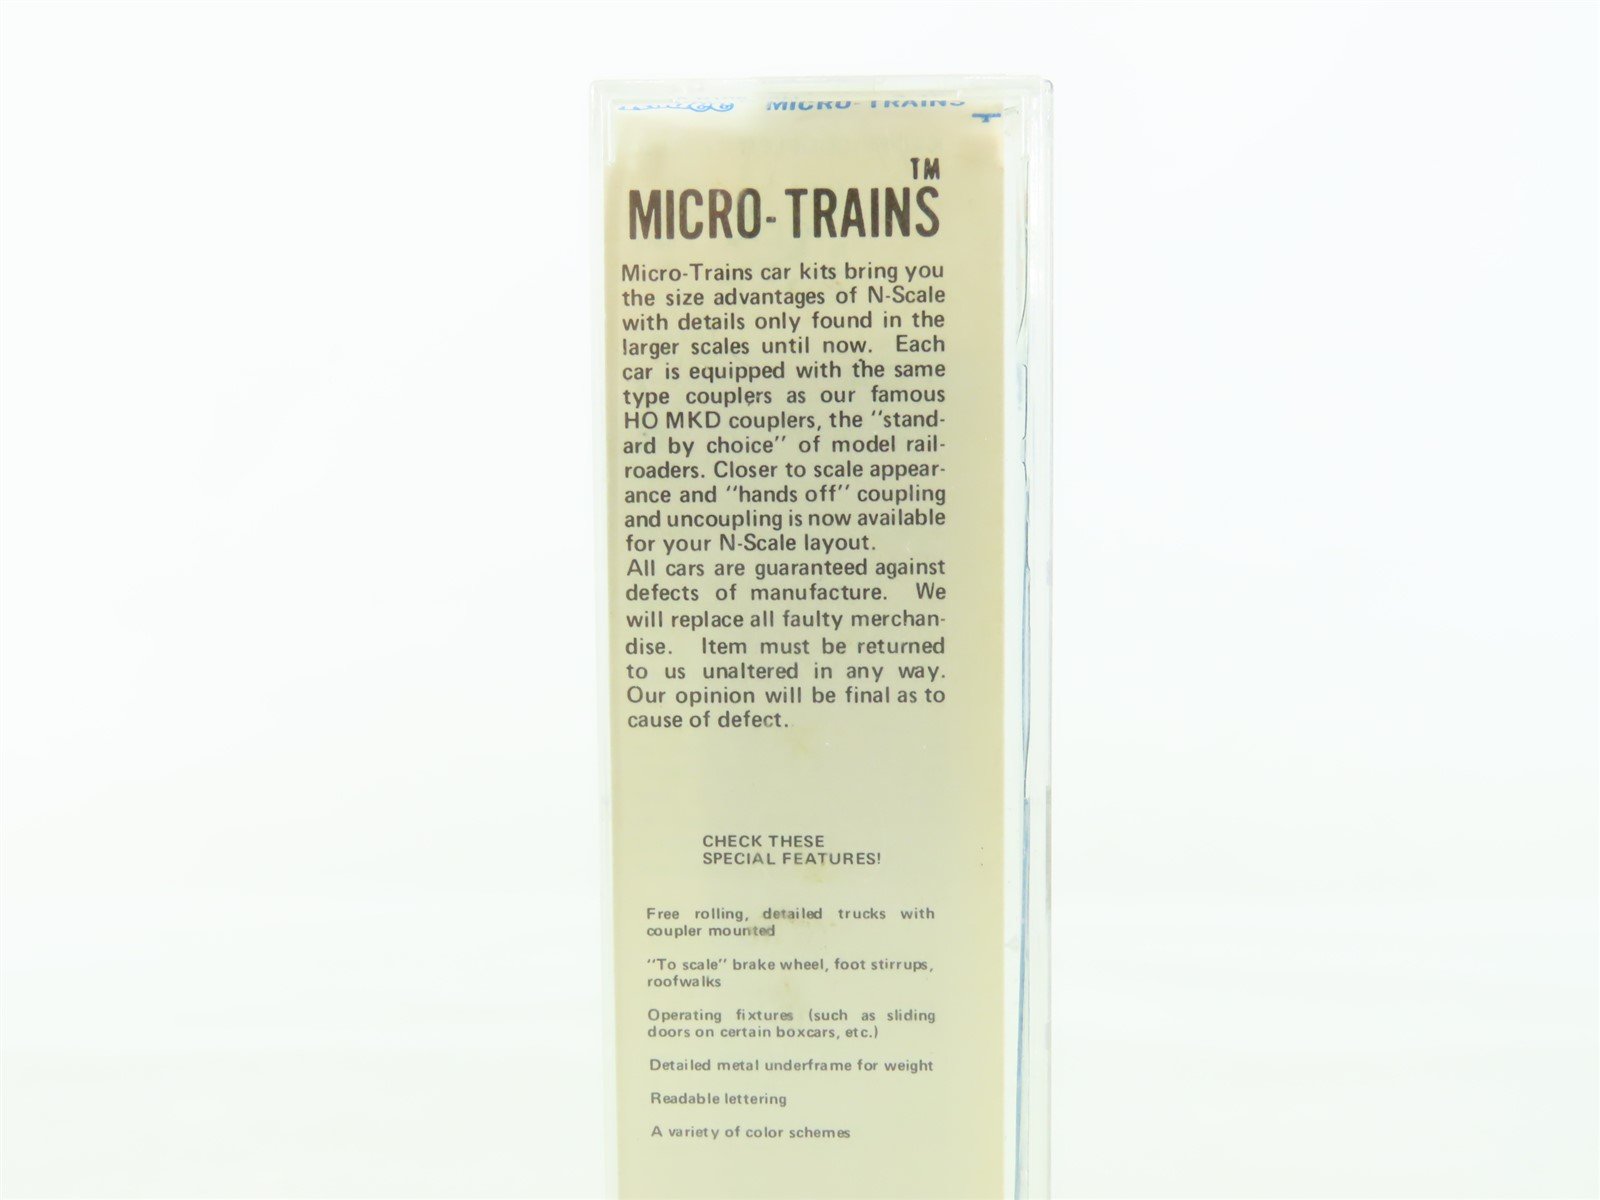 MICRO-TRAINS
TM
MICRO-TRAINS
Micro-Trains car kits bring you
the size advantages of N-Scale
with details only found in the
larger scales until now. Each
car is equipped with the same
type couplers as our famous
HO MKD couplers, the "stand-
ard by choice" of model rail-
roaders. Closer to scale appear-
ance and "hands off" coupling
and uncoupling is now available
for your N-Scale layout.
All cars are guaranteed against
defects of manufacture. We
will replace all faulty merchan-
dise. Item must be returned
to us unaltered in any way.
Our opinion will be final as to
cause of defect.
CHECK THESE
SPECIAL FEATURES!
Free rolling, detailed trucks with
coupler mounted
"To scale" brake wheel, foot stirrups,
roofwalks
Operating fixtures (such as sliding
doors on certain boxcars, etc.)
Detailed metal underframe for weight
Readable lettering
A variety of color schemes